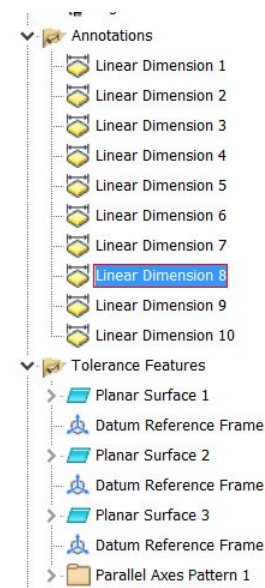 Annotations
Linear Dimension 1
Linear Dimension 2
Linear Dimension 3
Linear Dimension 4
Linear Dimension 5
Linear Dimension 6
Linear Dimension 7
Linear Dimension 8
Linear Dimension 9
Linear Dimension 10
Tolerance Features
Planar Surface 1
Datum Reference Frame
Planar Surface 2
Datum Reference Frame
Planar Surface 3
Datum Reference Frame
Parallel Axes Pattern 1